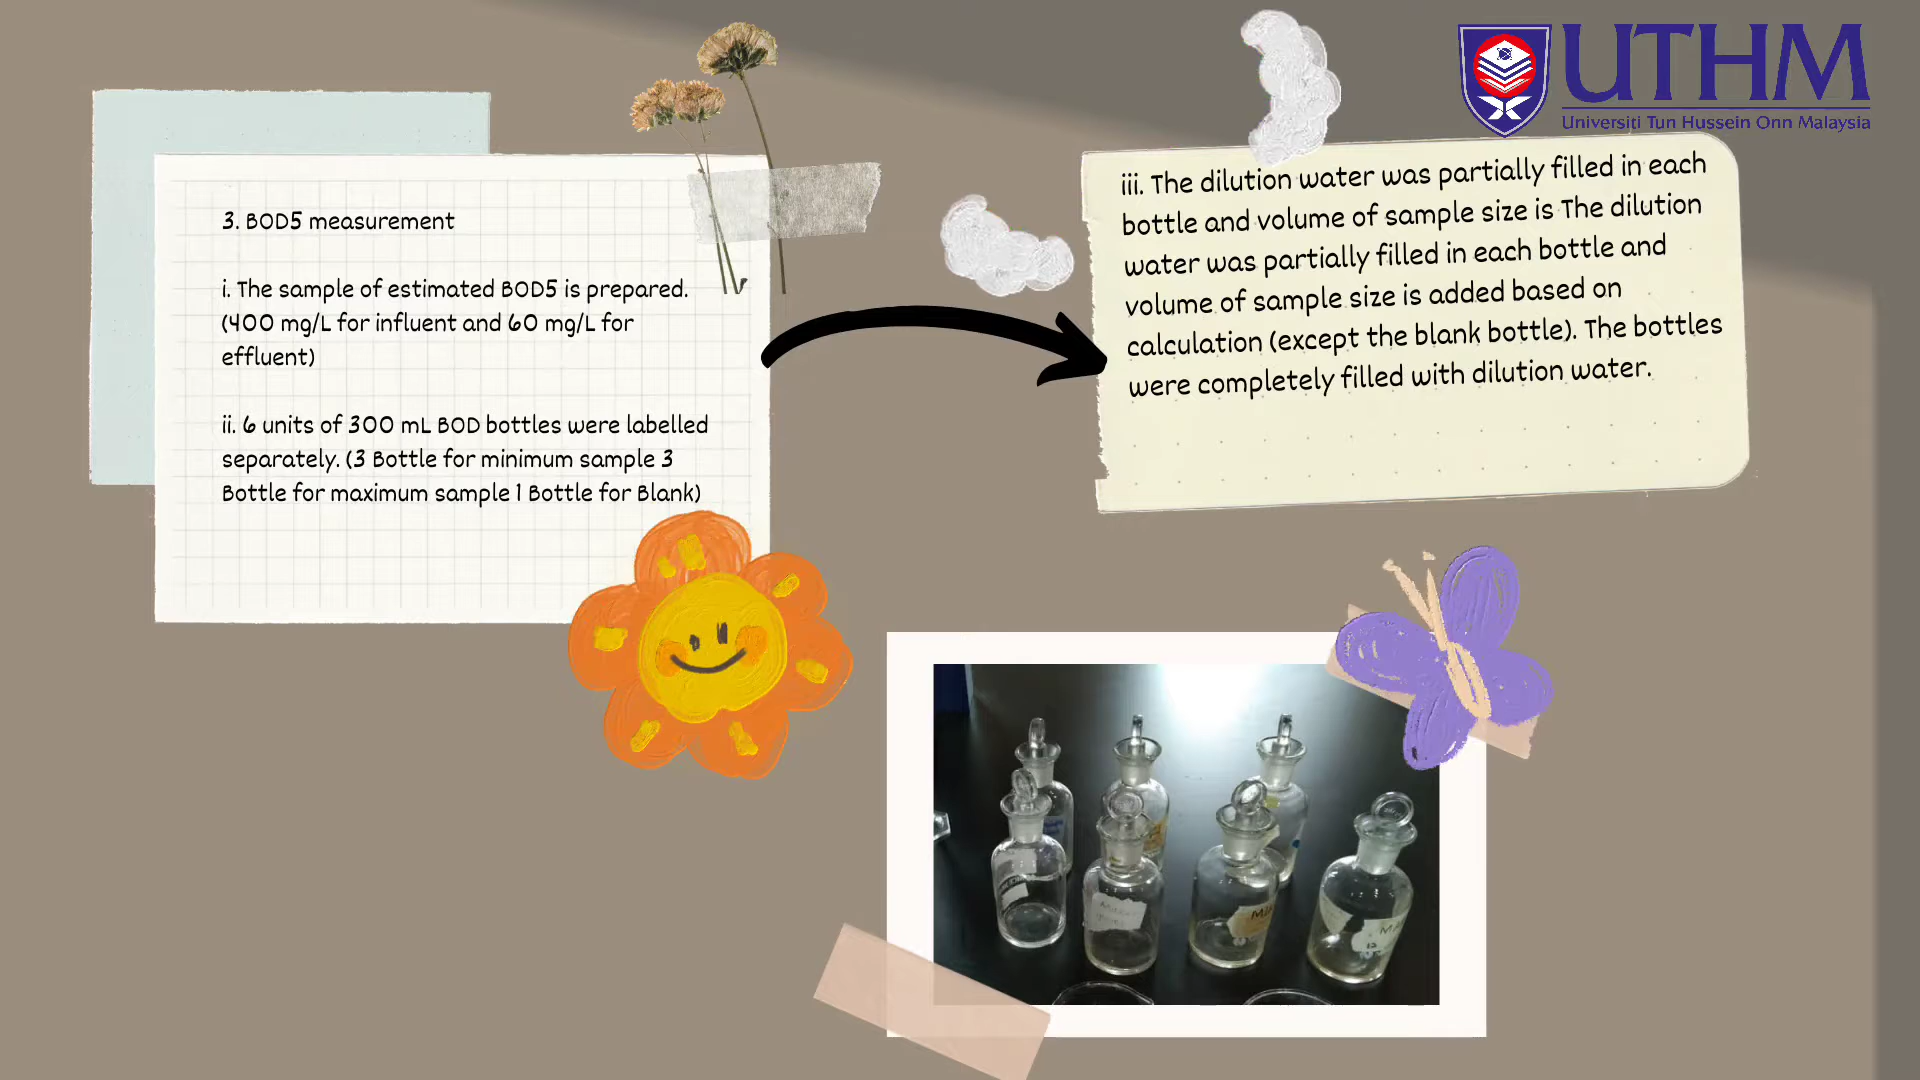 UTHM
Universiti Tun Hussein Onn Malaysia
3. BOD5 measurement
i. The sample of estimated BOD5 is prepared.
(400 mg/L for influent and 60 mg/L for
effluent)
ii. 6 units of 300 mL BOD bottles were labelled
separately. (3 Bottle for minimum sample 3
Bottle for maximum sample 1 Bottle for Blank)
iii. The dilution water was partially filled in each
bottle and volume of sample size is The dilution
water was partially filled in each bottle and
volume of sample size is added based on
calculation (except the blank bottle). The bottles
were completely filled with dilution water.